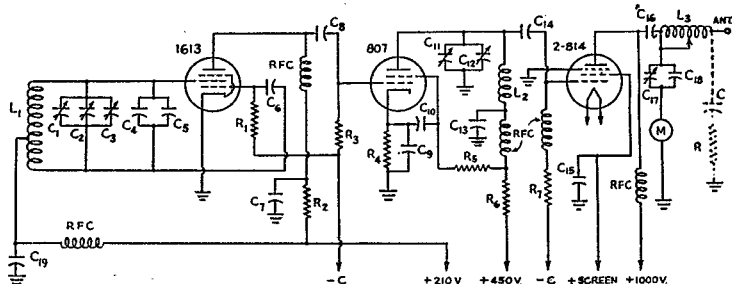 1613
C8
807
C11
C12
C14
2-814
C16
L3
ANT.
RFC
L1
C1
C2
C3
C4
C5
C6
R1
R3
C10
L2
C13
RFC
C17
C18
C
M
R
R4
C9
R5
R6
R7
C15
RFC
C7
R2
RFC
C19
-C
+210V.
+450V.
-C
+SCREEN
+1000V.